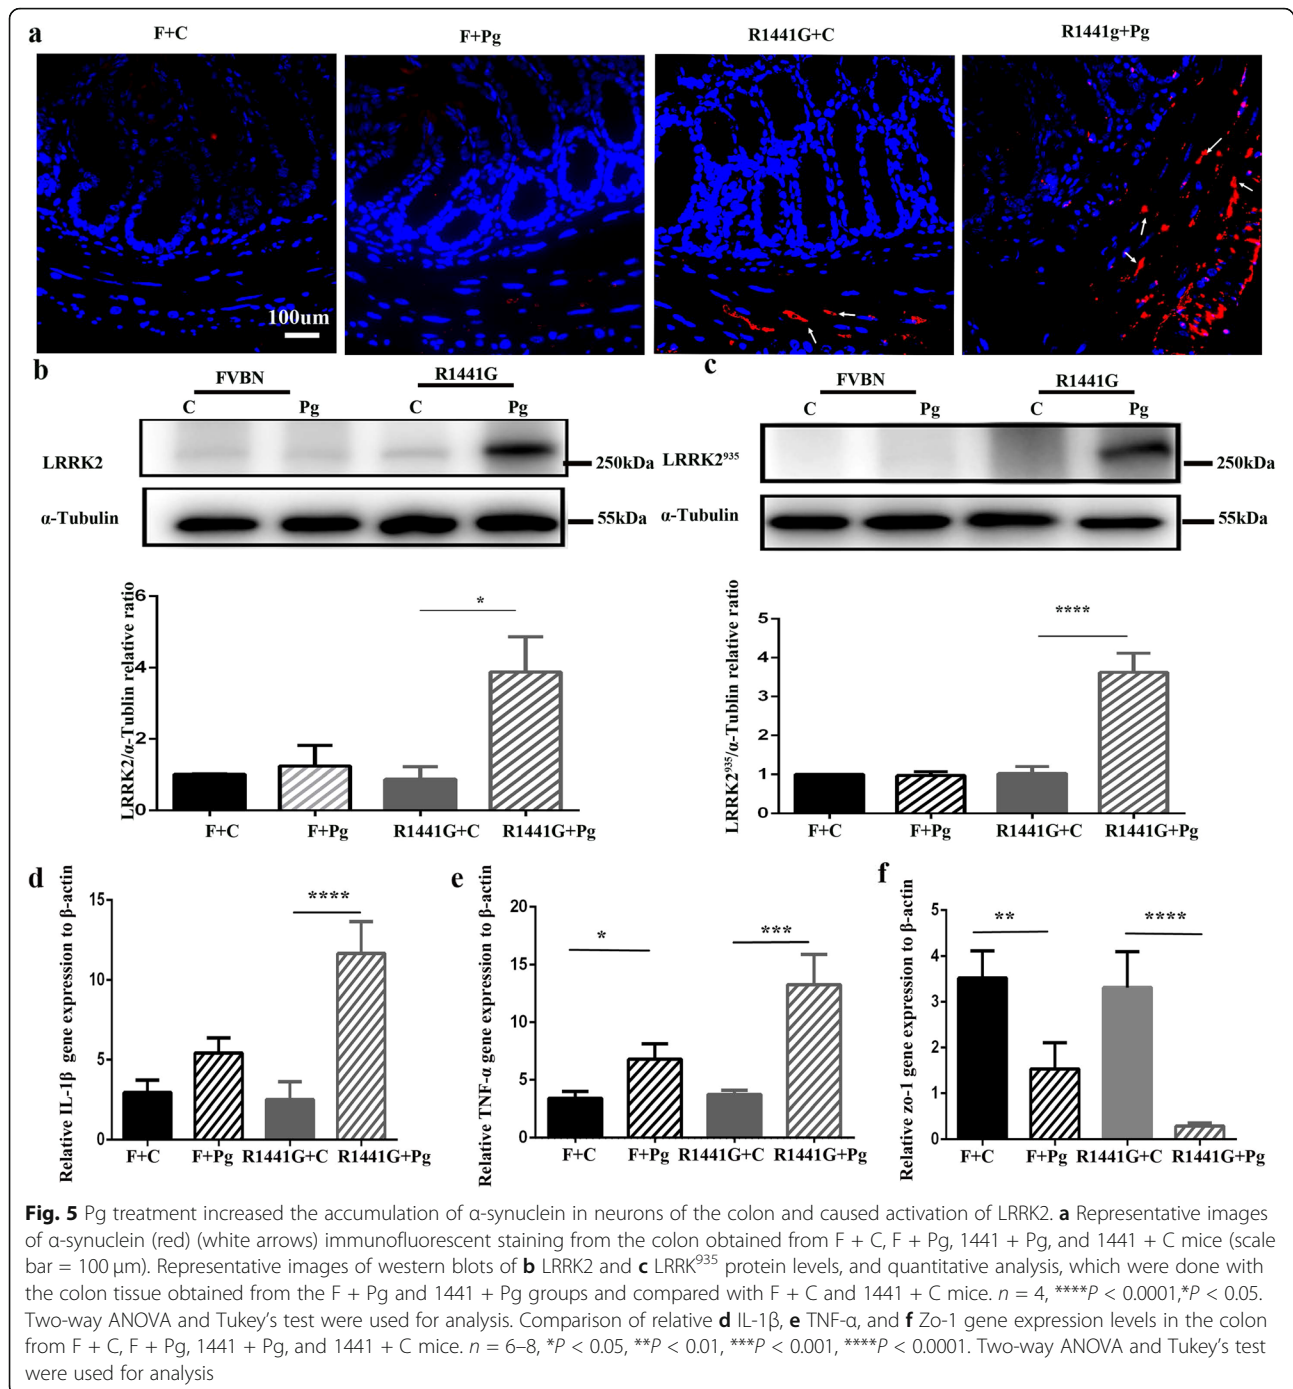 a
F+C
F+Pg
R1441G+C
R1441g+Pg
100um
b
FVBN
R1441G
C
Pg
C
Pg
LRRK2
250kDa
α-Tubulin
55kDa
LRRK2/α-Tublin relative ratio
6
4
2
0
*
F+C
F+Pg
R1441G+C
R1441G+Pg
c
FVBN
R1441G
C
Pg
C
Pg
LRRK2⁹³⁵
250kDa
α-Tubulin
55kDa
LRRK2⁹³⁵/α-Tublin relative ratio
5
4
3
2
1
0
****
F+C
F+Pg
R1441G+C
R1441G+Pg
d
Relative IL-1β gene expression to β-actin
15
10
5
0
****
F+C
F+Pg
R1441G+C
R1441G+Pg
e
Relative TNF-α gene expression to β-actin
20
15
10
5
0
*
***
F+C
F+Pg
R1441G+C
R1441G+Pg
f
Relative zo-1 gene expression to β-actin
5
4
3
2
1
0
**
****
F+C
F+Pg
R1441G+C
R1441G+Pg
Fig. 5 Pg treatment increased the accumulation of α-synuclein in neurons of the colon and caused activation of LRRK2. a Representative images
of α-synuclein (red) (white arrows) immunofluorescent staining from the colon obtained from F + C, F + Pg, 1441 + Pg, and 1441 + C mice (scale
bar = 100 μm). Representative images of western blots of b LRRK2 and c LRRK⁹³⁵ protein levels, and quantitative analysis, which were done with
the colon tissue obtained from the F + Pg and 1441 + Pg groups and compared with F + C and 1441 + C mice. n = 4, ****P < 0.0001,*P < 0.05.
Two-way ANOVA and Tukey's test were used for analysis. Comparison of relative d IL-1β, e TNF-α, and f Zo-1 gene expression levels in the colon
from F + C, F + Pg, 1441 + Pg, and 1441 + C mice. n = 6–8, *P < 0.05, **P < 0.01, ***P < 0.001, ****P < 0.0001. Two-way ANOVA and Tukey's test
were used for analysis